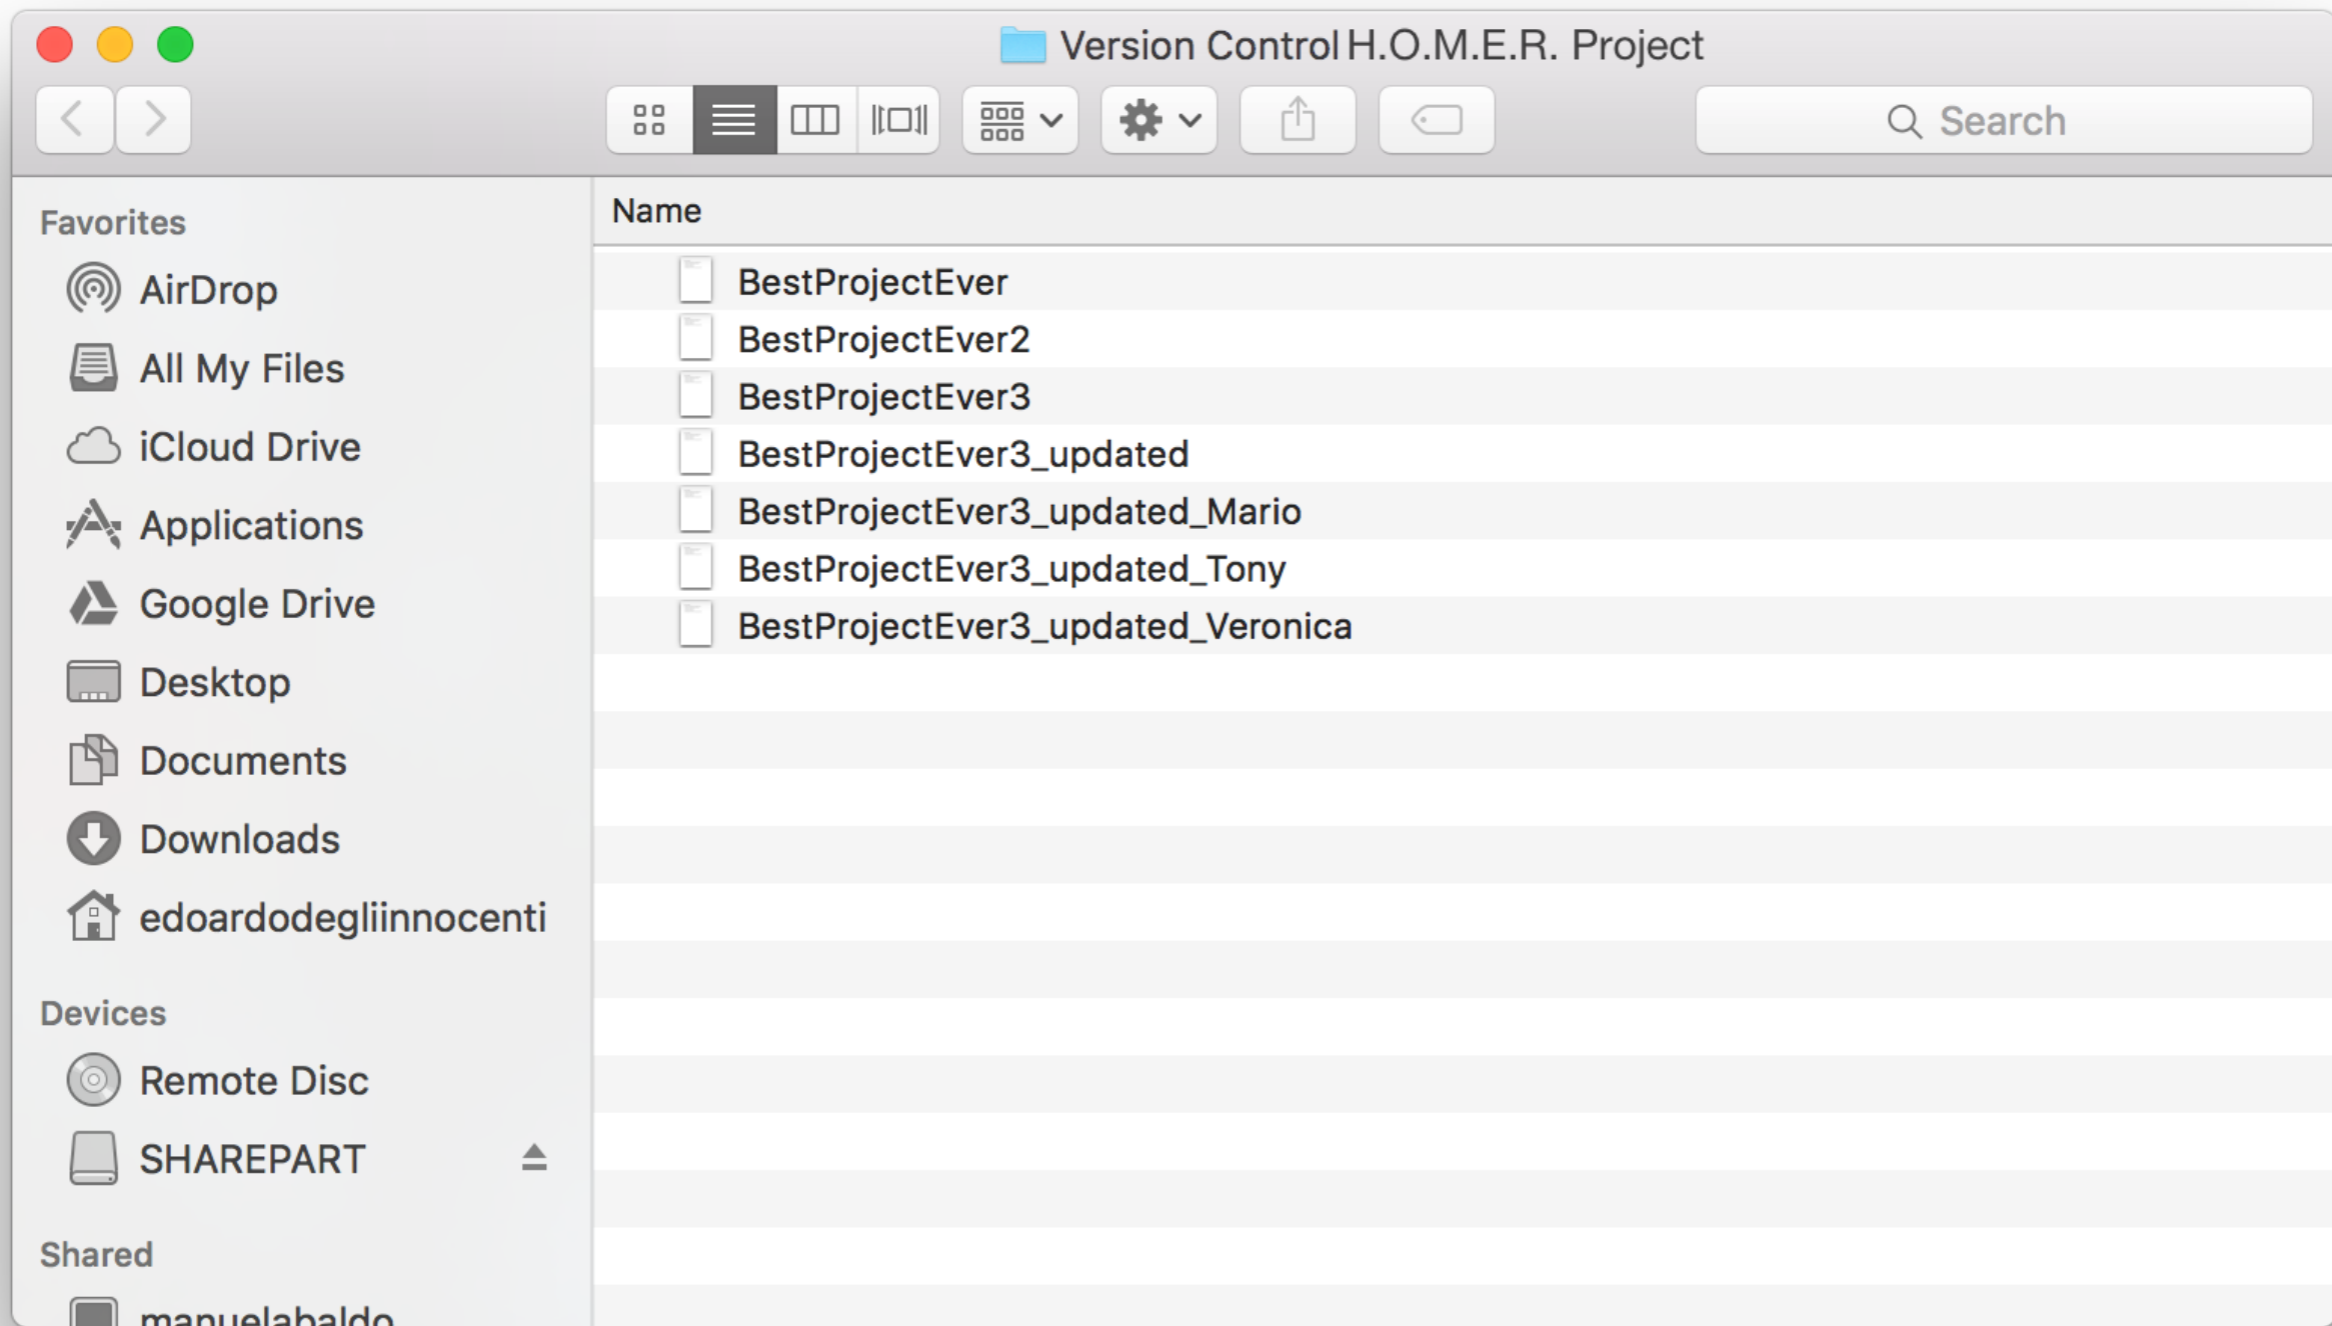 Version Control H.O.M.E.R. Project
Search
Favorites
AirDrop
All My Files
iCloud Drive
Applications
Google Drive
Desktop
Documents
Downloads
edoardodegliinnocenti
Devices
Remote Disc
SHAREPART
Shared
manuelabaldo
Name
BestProjectEver
BestProjectEver2
BestProjectEver3
BestProjectEver3_updated
BestProjectEver3_updated_Mario
BestProjectEver3_updated_Tony
BestProjectEver3_updated_Veronica